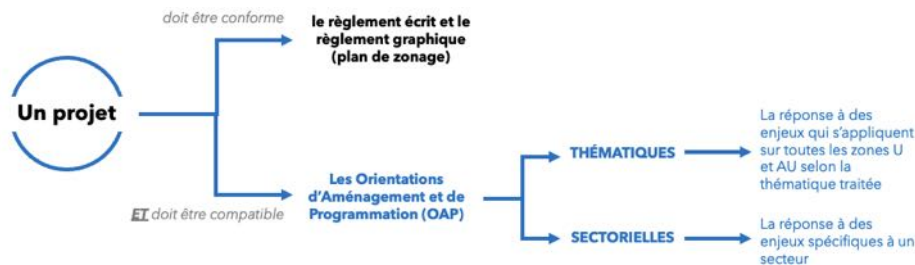 doit être conforme
le règlement écrit et le
règlement graphique
(plan de zonage)
Un projet
ET doit être compatible
Les Orientations
d'Aménagement et de
Programmation (OAP)
THÉMATIQUES
La réponse à des
enjeux qui s'appliquent
sur toutes les zones U
et AU selon la
thématique traitée
SECTORIELLES
La réponse à des
enjeux spécifiques à un
secteur